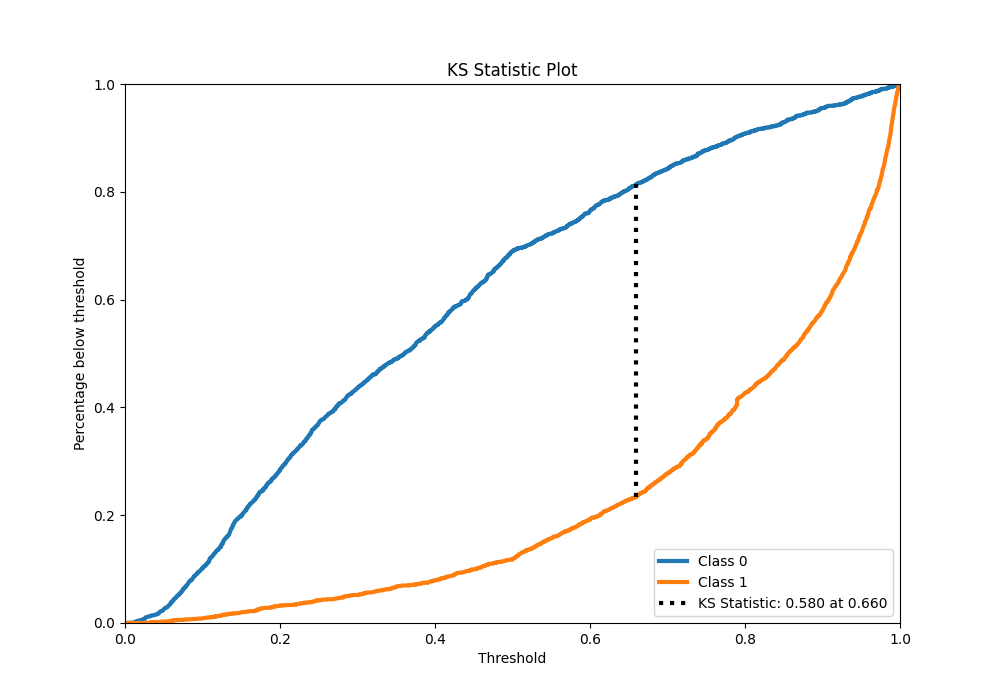 KS Statistic Plot
1.0
0.8
0.6
0.4
0.2
0.0
Percentage below threshold
0.0 0.2 0.4 0.6 0.8 1.0
Threshold
Class 0
Class 1
KS Statistic: 0.580 at 0.660